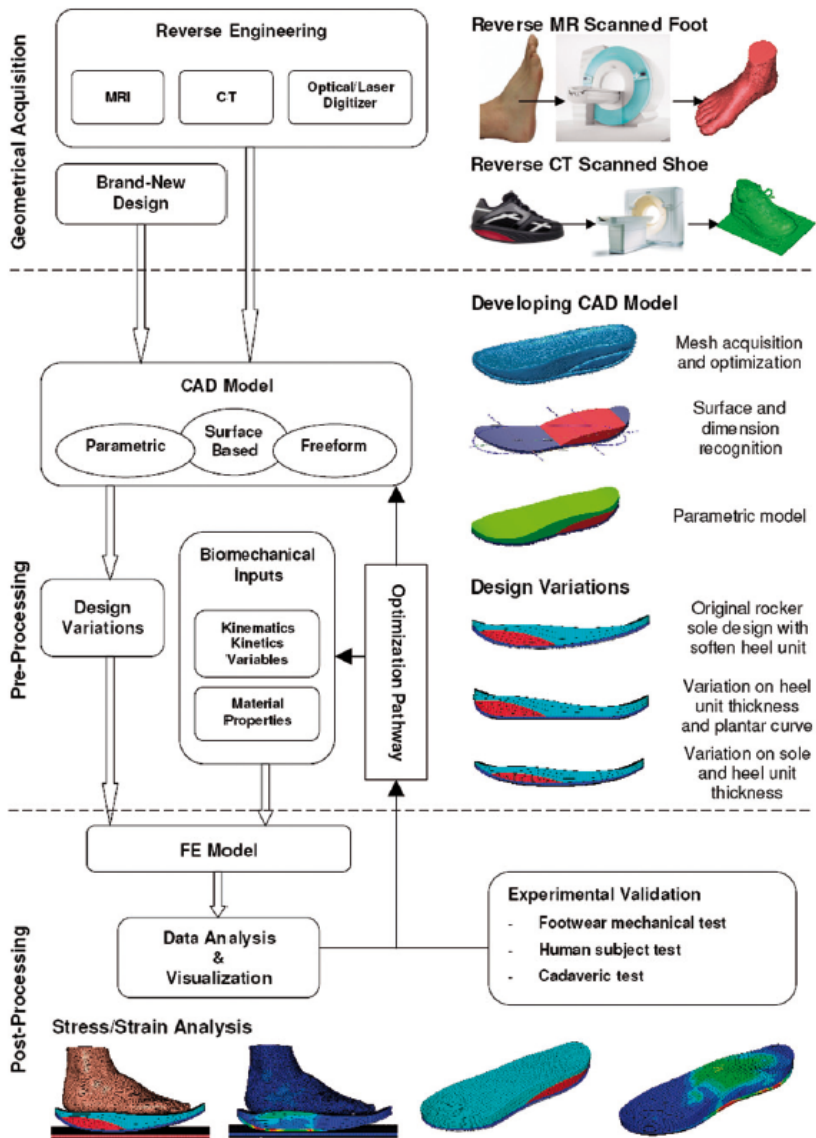 Geometrical Acquisition
Reverse Engineering
MRI
CT
Optical/Laser
Digitizer
Brand-New
Design
Reverse MR Scanned Foot
Reverse CT Scanned Shoe
Pre-Processing
CAD Model
Parametric
Surface
Based
Freeform
Design
Variations
Biomechanical
Inputs
Kinematics
Kinetics
Variables
Material
Properties
Optimization Pathway
Developing CAD Model
Mesh acquisition
and optimization
Surface and
dimension
recognition
Parametric model
Design Variations
Original rocker
sole design with
soften heel unit
Variation on heel
unit thickness
and plantar curve
Variation on sole
and heel unit
thickness
Post-Processing
FE Model
Data Analysis
&
Visualization
Experimental Validation
- Footwear mechanical test
- Human subject test
- Cadaveric test
Stress/Strain Analysis